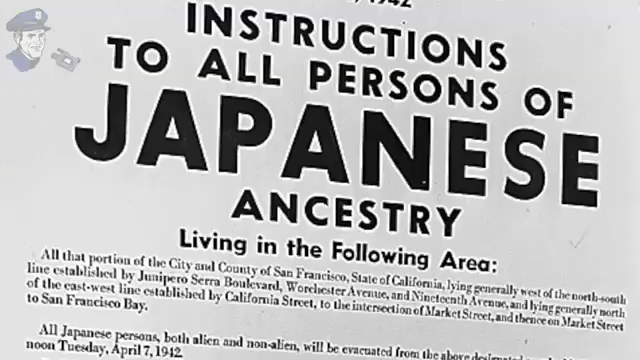 1942
INSTRUCTIONS
TO ALL PERSONS OF
JAPANESE
ANCESTRY
Living in the Following Area:
All that portion of the City and County of San Francisco, State of California, lying generally west of the north-south
line established by Junipero Serra Boulevard, Worchester Avenue, and Nineteenth Avenue, and lying generally north
of the east-west line established by California Street, to the intersection of Market Street, and thence on Market Street
to San Francisco Bay.
All Japanese persons, both alien and non-alien, will be evacuated from the above designated
noon Tuesday, April 7, 1942.